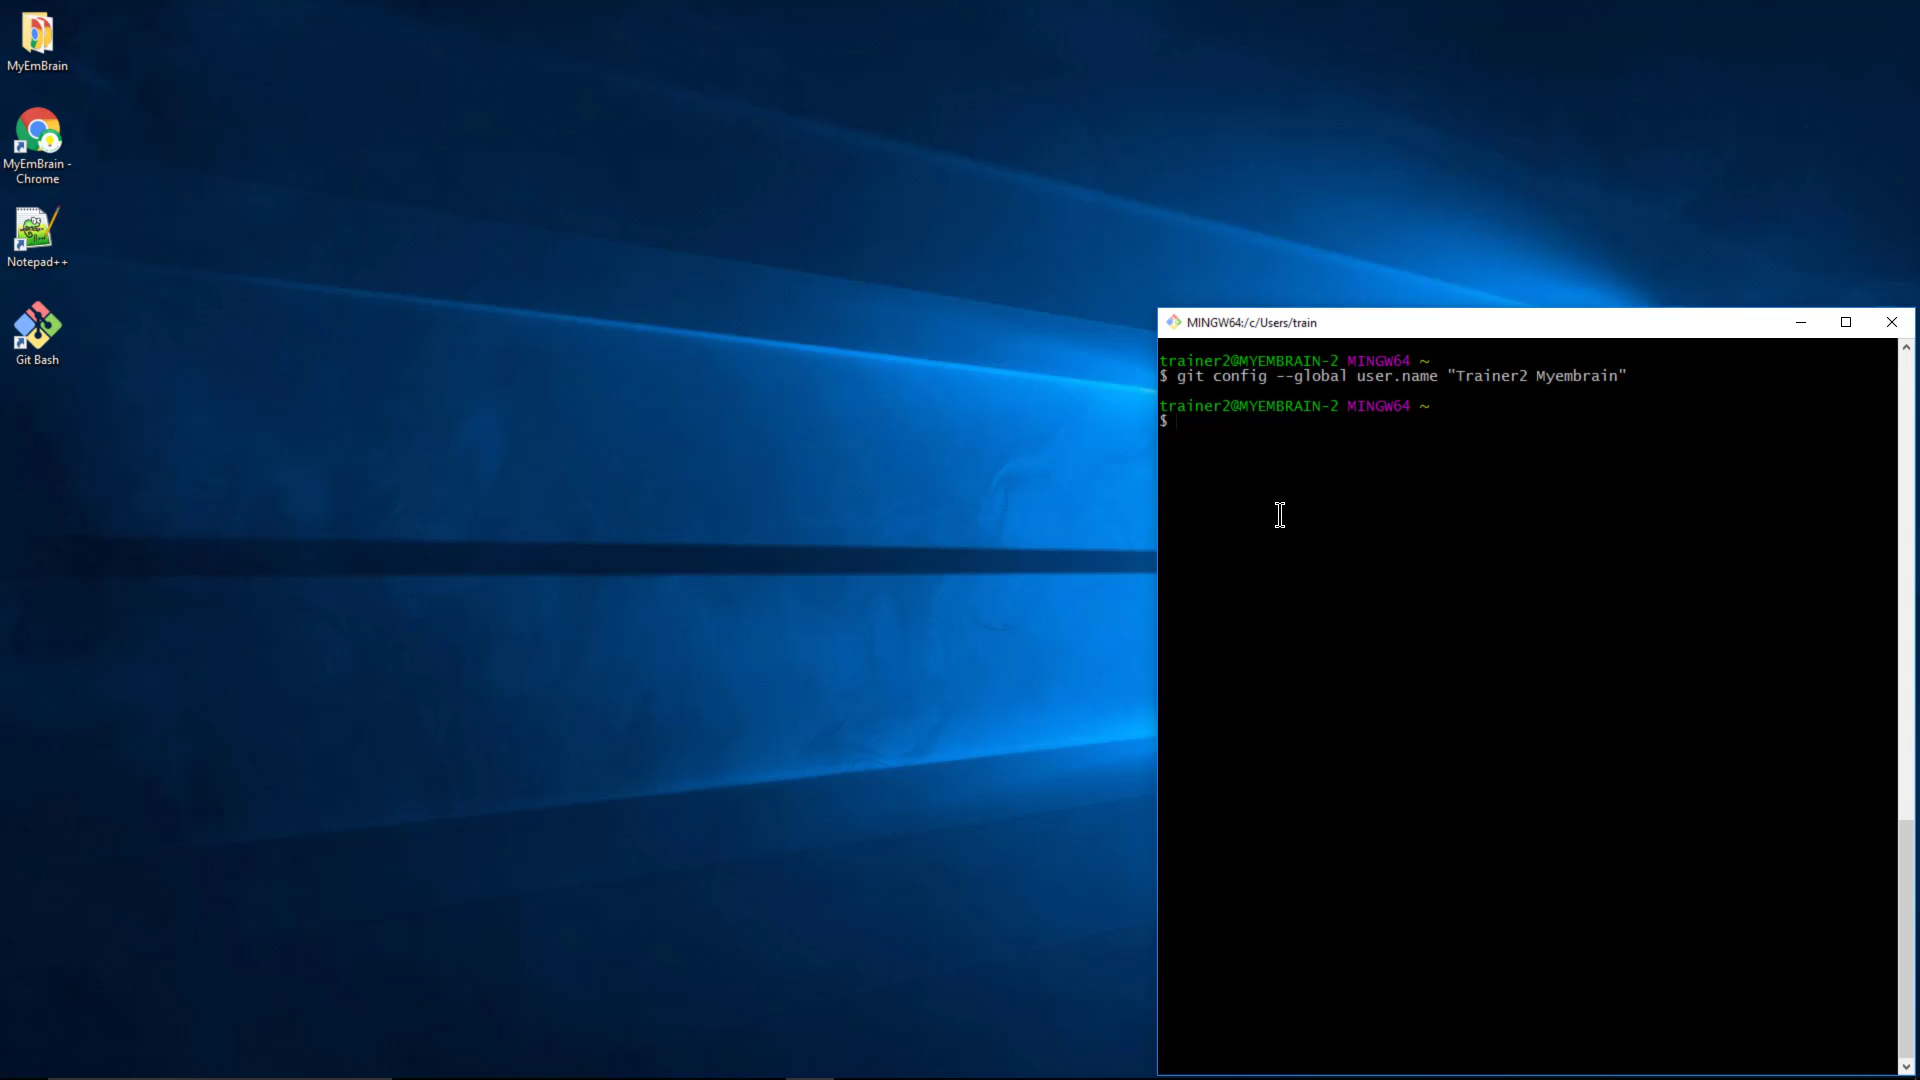 MyEmBrain
MyEmBrain -
Chrome
Notepad++
Git Bash
MINGW64:/c/Users/train
trainer2@MYEMBRAIN-2 MINGW64 ~
$ git config --global user.name "Trainer2 Myembrain"
trainer2@MYEMBRAIN-2 MINGW64 ~
$